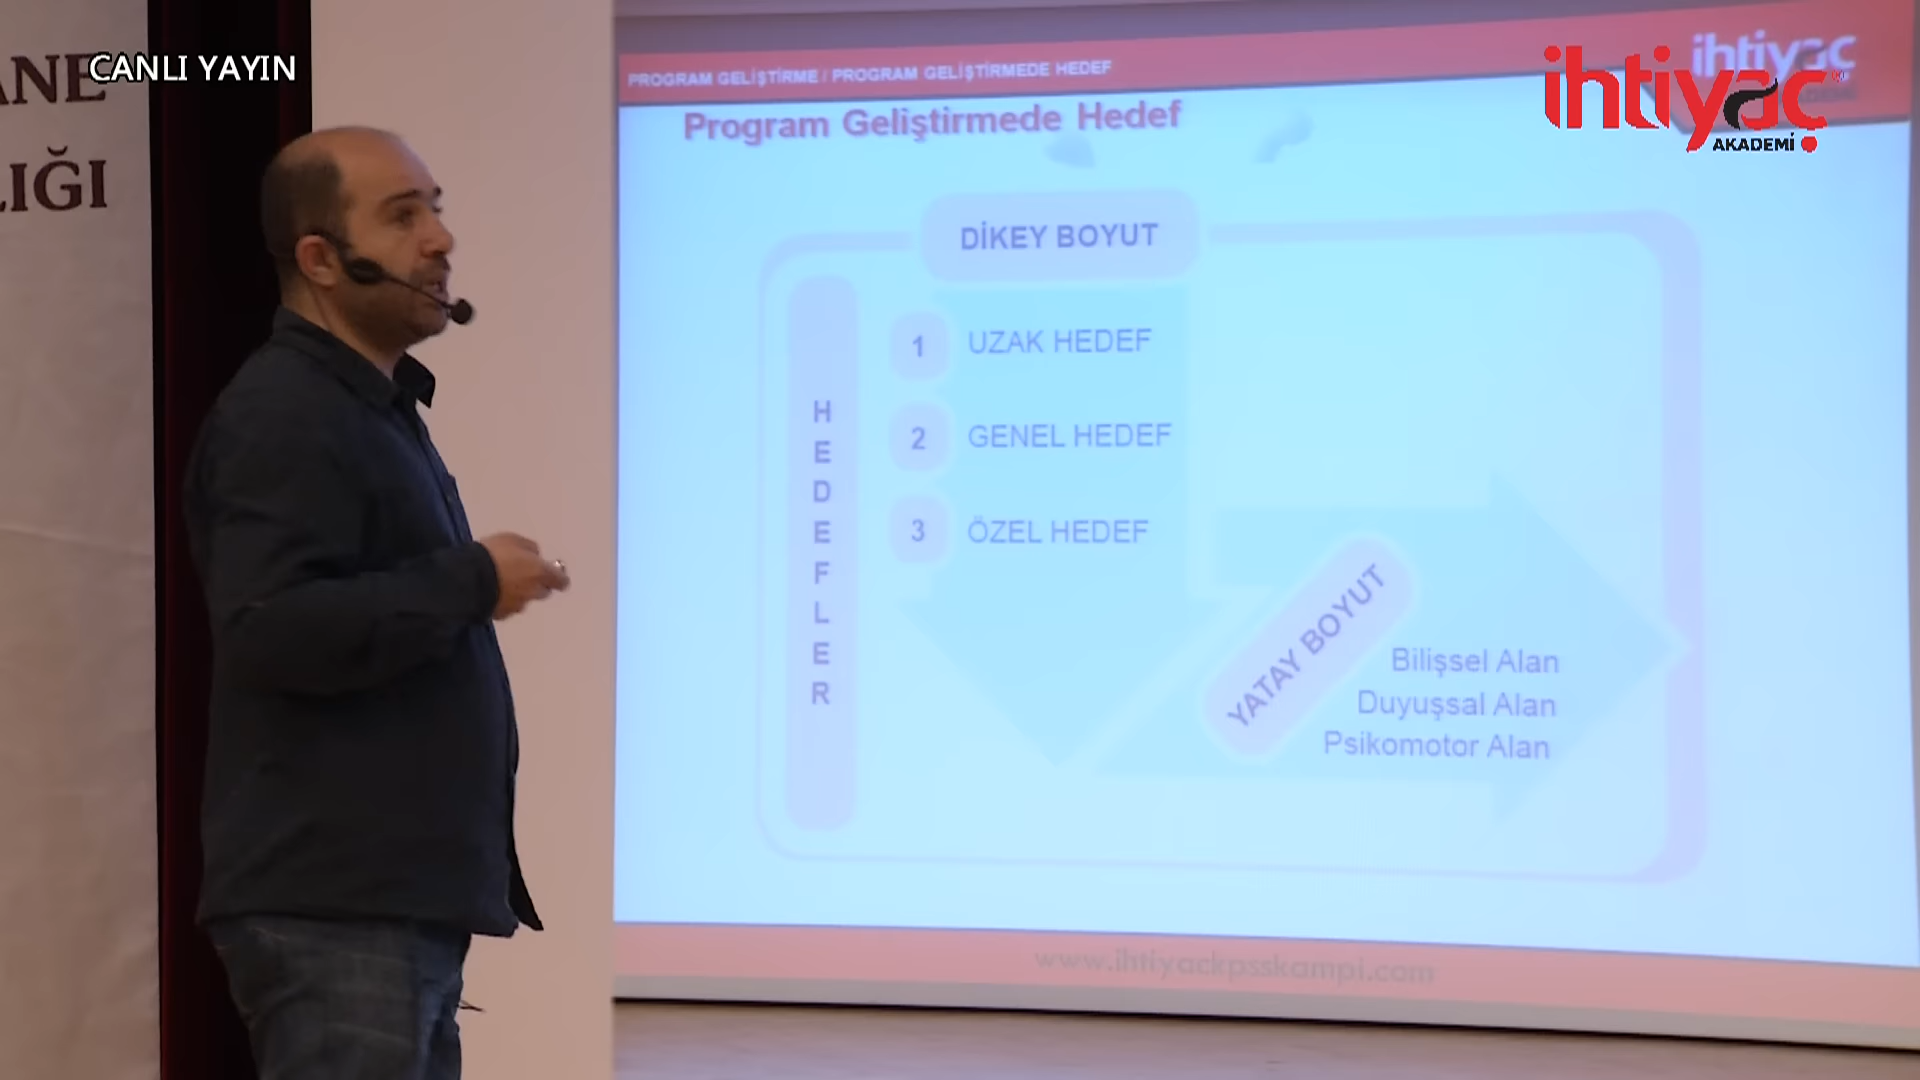 ANE
LIĞI
CANLI YAYIN
PROGRAM GELİŞTİRME / PROGRAM GELİŞTİRMEDE HEDEF
ihtiyaç
ihtiyaç
AKADEMİ
Program Geliştirmede Hedef
DİKEY BOYUT
HEDEFLER
1 UZAK HEDEF
2 GENEL HEDEF
3 ÖZEL HEDEF
YATAY BOYUT
Bilişsel Alan
Duyuşsal Alan
Psikomotor Alan
www.ihtiyackpsskampi.com